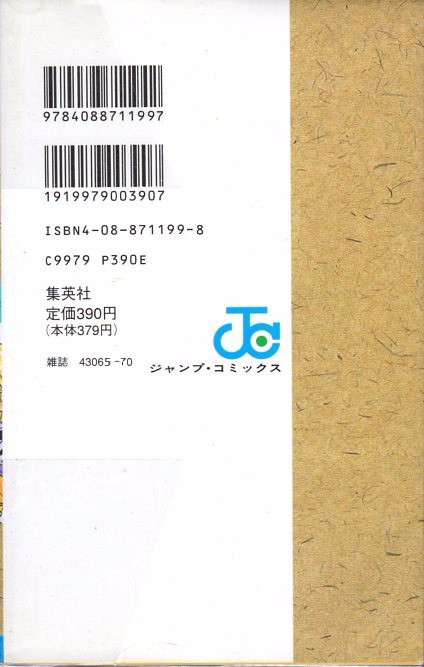 9784088711997
1919979003907
ISBN4-08-871199-8
C9979 P390E
集英社
定価390円
(本体379円)
雑誌 43065-70
JC
ジャンプ・コミックス